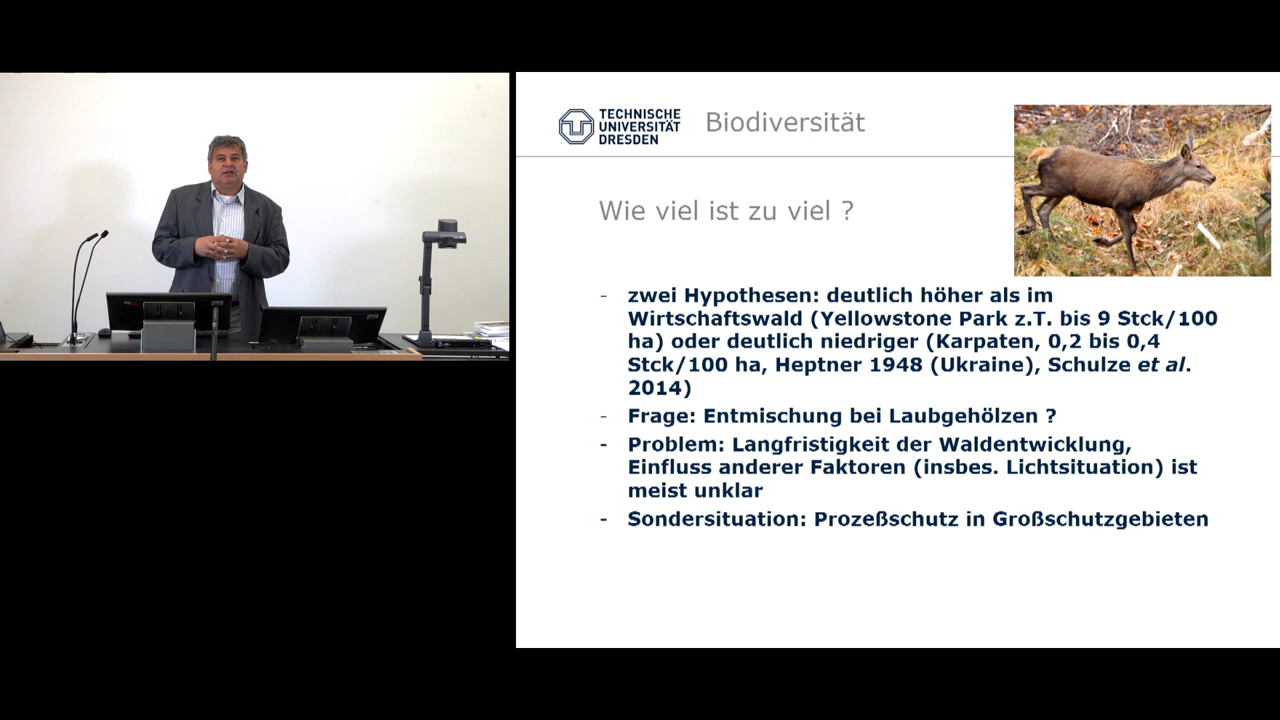 TECHNISCHE
UNIVERSITÄT
DRESDEN
Biodiversität
Wie viel ist zu viel ?
- zwei Hypothesen: deutlich höher als im
Wirtschaftswald (Yellowstone Park z.T. bis 9 Stck/100
ha) oder deutlich niedriger (Karpaten, 0,2 bis 0,4
Stck/100 ha, Heptner 1948 (Ukraine), Schulze et al.
2014)
- Frage: Entmischung bei Laubgehölzen ?
- Problem: Langfristigkeit der Waldentwicklung,
Einfluss anderer Faktoren (insbes. Lichtsituation) ist
meist unklar
- Sondersituation: Prozeßschutz in Großschutzgebieten